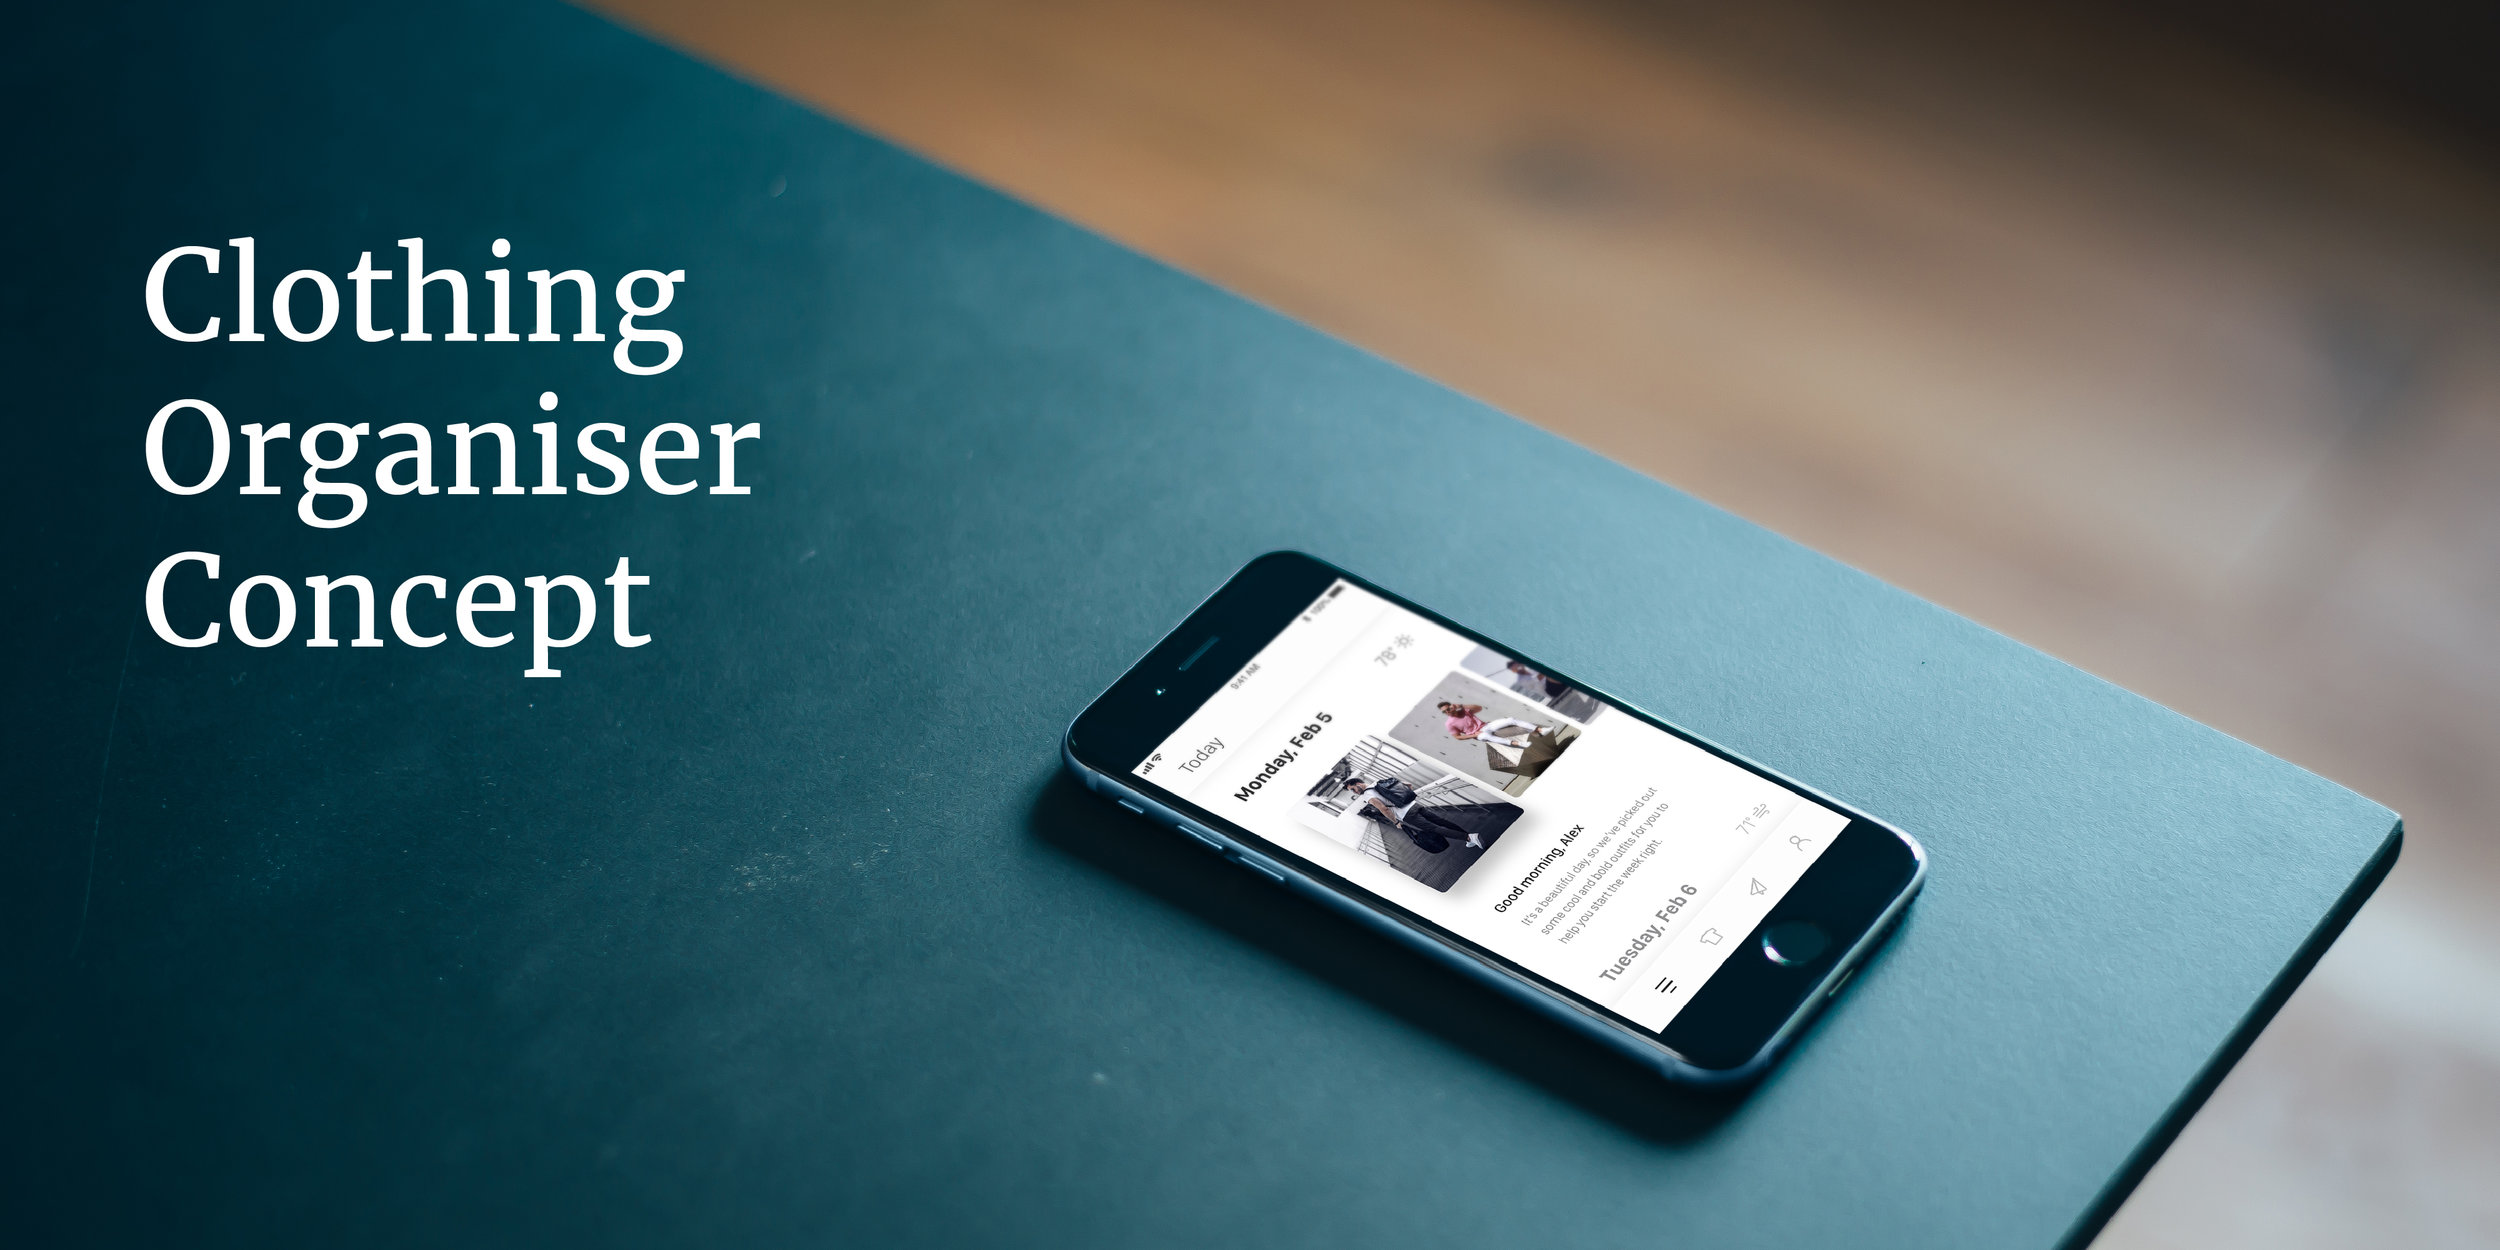 Clothing
Organiser
Concept
9:41 AM
100%
Today
Monday, Feb 5
78°
Good morning, Alex
It's a beautiful day, so we've picked out
some cool and bold outfits for you to
help you start the week right.
Tuesday, Feb 6
71°